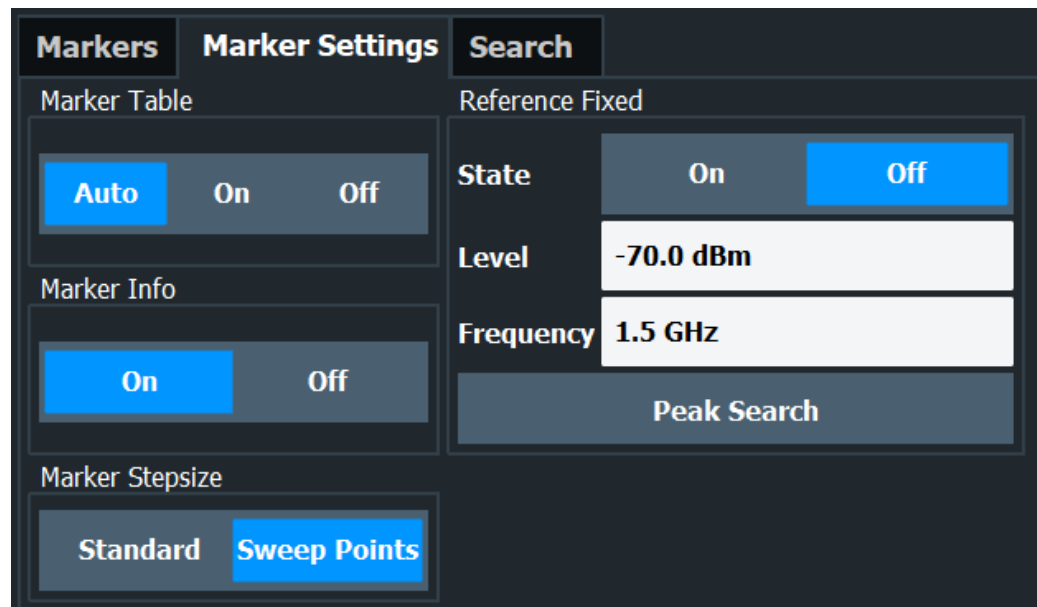 Markers Marker Settings Search
Marker Table
Auto On Off
Marker Info
On Off
Marker Stepsize
Standard Sweep Points
Reference Fixed
State On Off
Level -70.0 dBm
Frequency 1.5 GHz
Peak Search